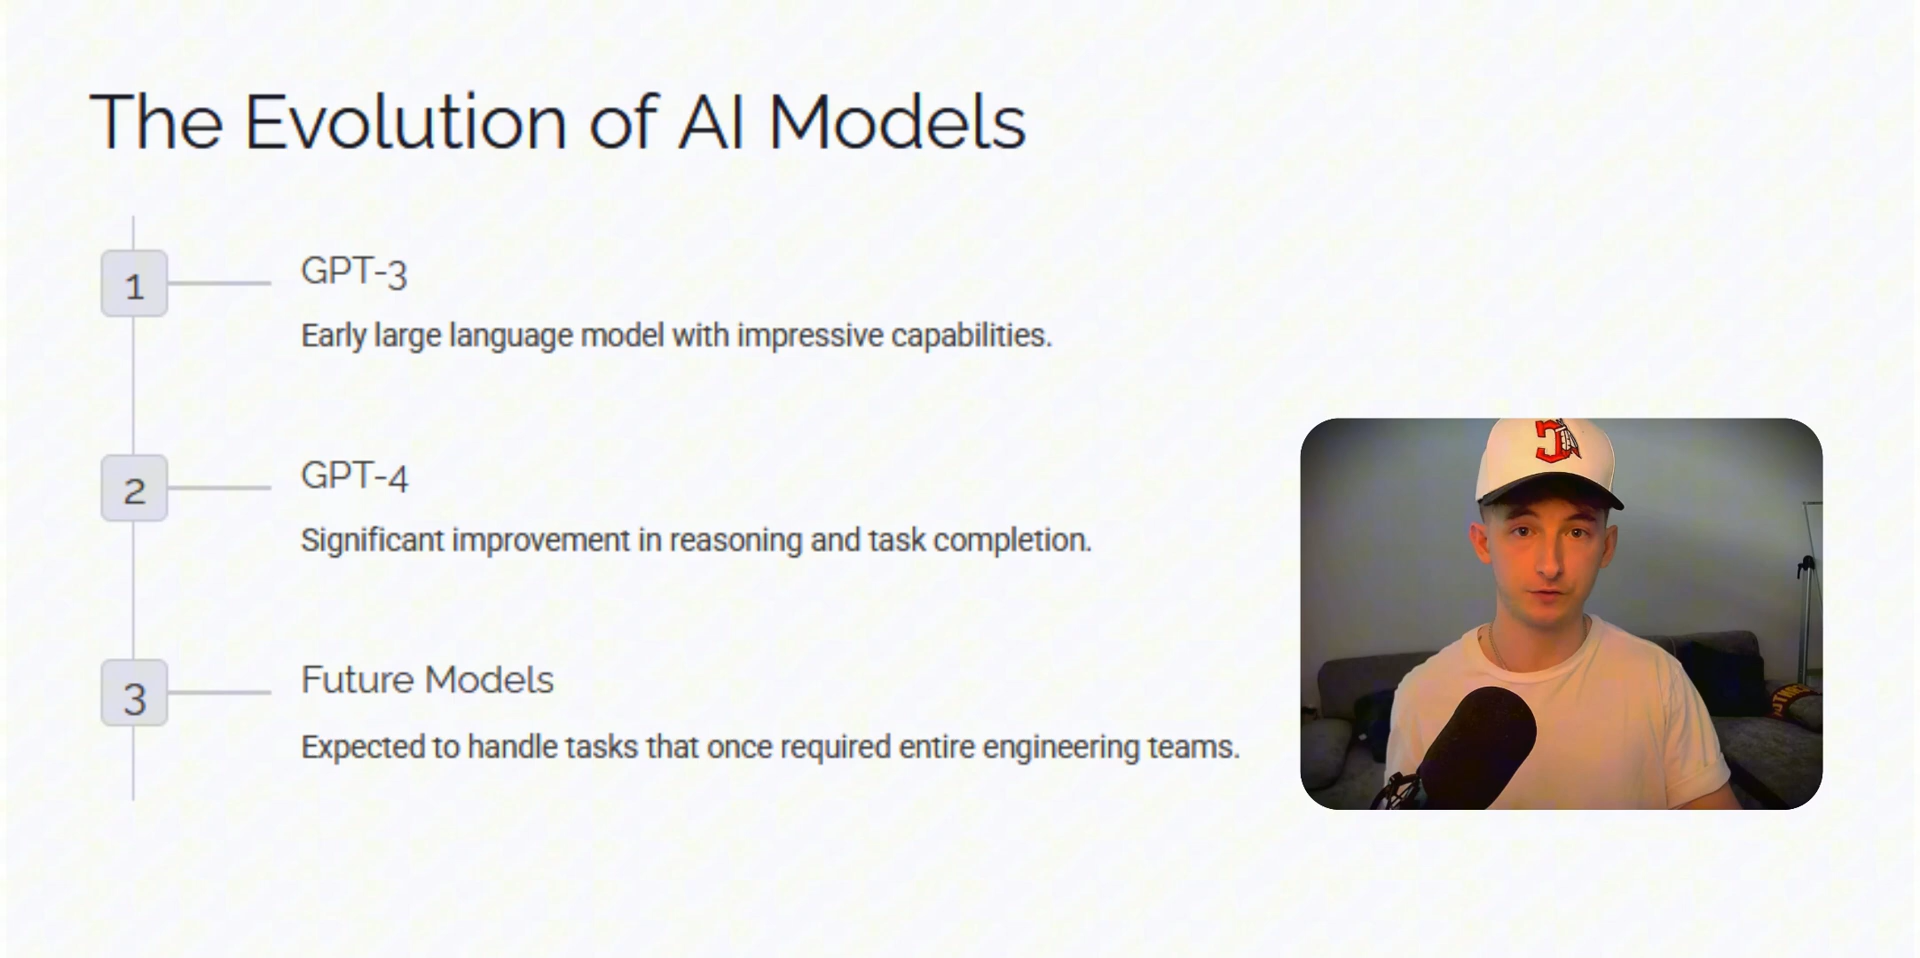 The Evolution of AI Models
1
GPT-3
Early large language model with impressive capabilities.
2
GPT-4
Significant improvement in reasoning and task completion.
3
Future Models
Expected to handle tasks that once required entire engineering teams.